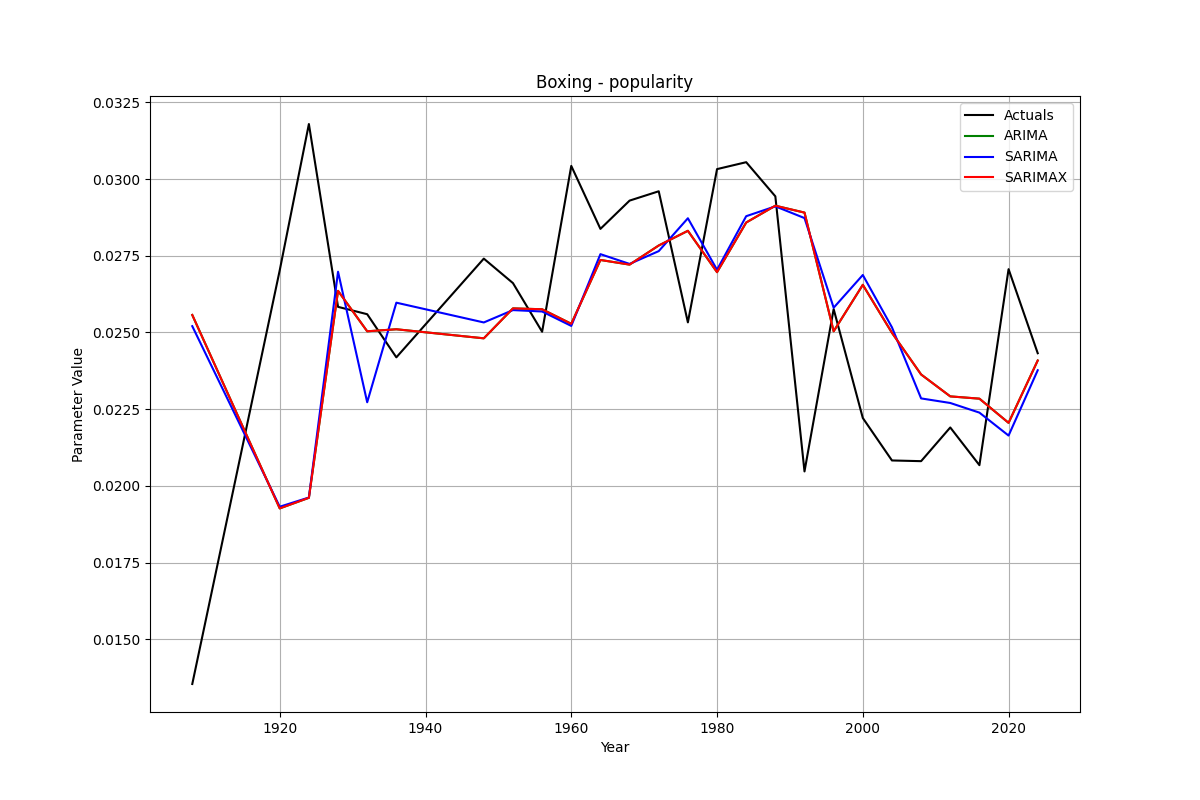 Boxing - popularity
Actuals
ARIMA
SARIMA
SARIMAX
Parameter Value
0.0325
0.0300
0.0275
0.0250
0.0225
0.0200
0.0175
0.0150
1920 1940 1960 1980 2000 2020
Year